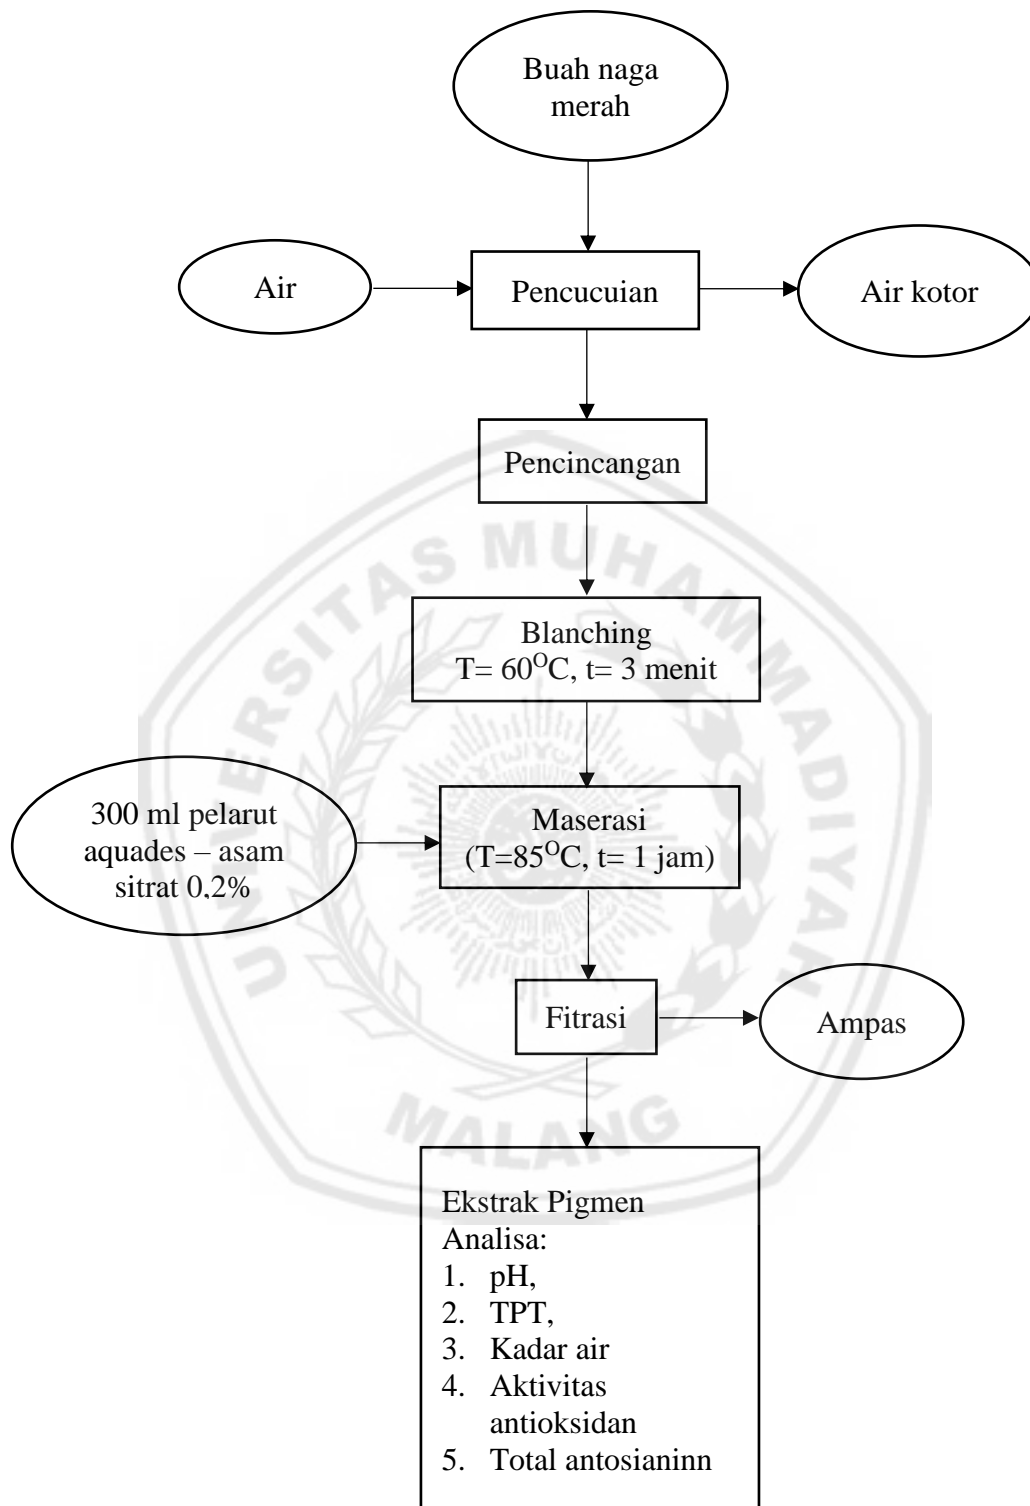 Buah naga
merah
Air
Pencucuian
Air kotor
Pencincangan
Blanching
T= 60ᴼC, t= 3 menit
300 ml pelarut
aquades – asam
sitrat 0,2%
Maserasi
(T=85ᴼC, t= 1 jam)
Fitrasi
Ampas
Ekstrak Pigmen
Analisa:
1. pH,
2. TPT,
3. Kadar air
4. Aktivitas
antioksidan
5. Total antosianinn
UNIVERSITAS MUHAMMADIYAH
MALANG